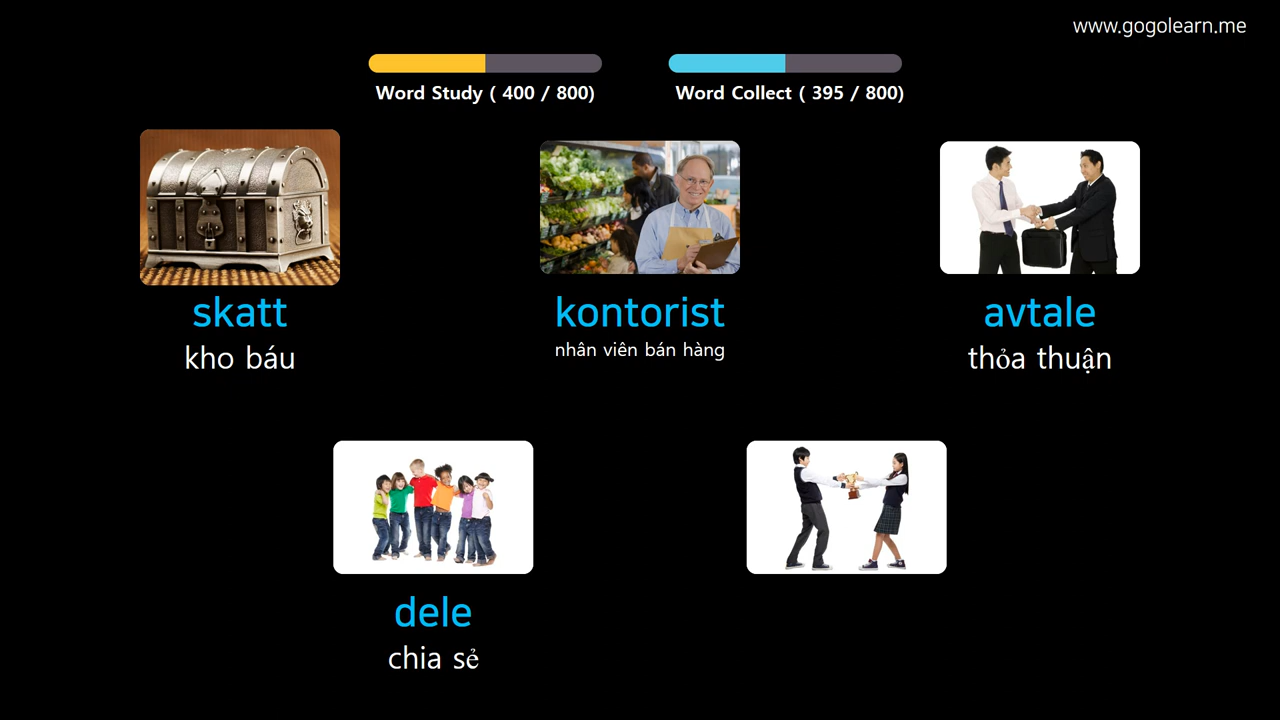 www.gogolearn.me
Word Study ( 400 / 800)
Word Collect ( 395 / 800)
skatt
kho báu
kontorist
nhân viên bán hàng
avtale
thỏa thuận
dele
chia sẻ